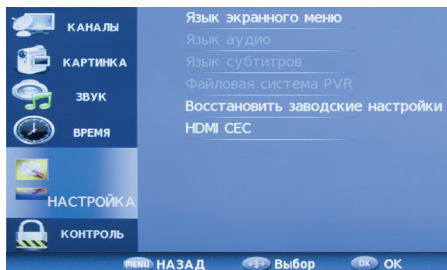 КАНАЛЫ
КАРТИНКА
ЗВУК
ВРЕМЯ
НАСТРОЙКА
КОНТРОЛЬ
Язык экранного меню
Язык аудио
Язык субтитров
Файловая система PVR
Восстановить заводские настройки
HDMI CEC
MENU НАЗАД Выбор OK OK